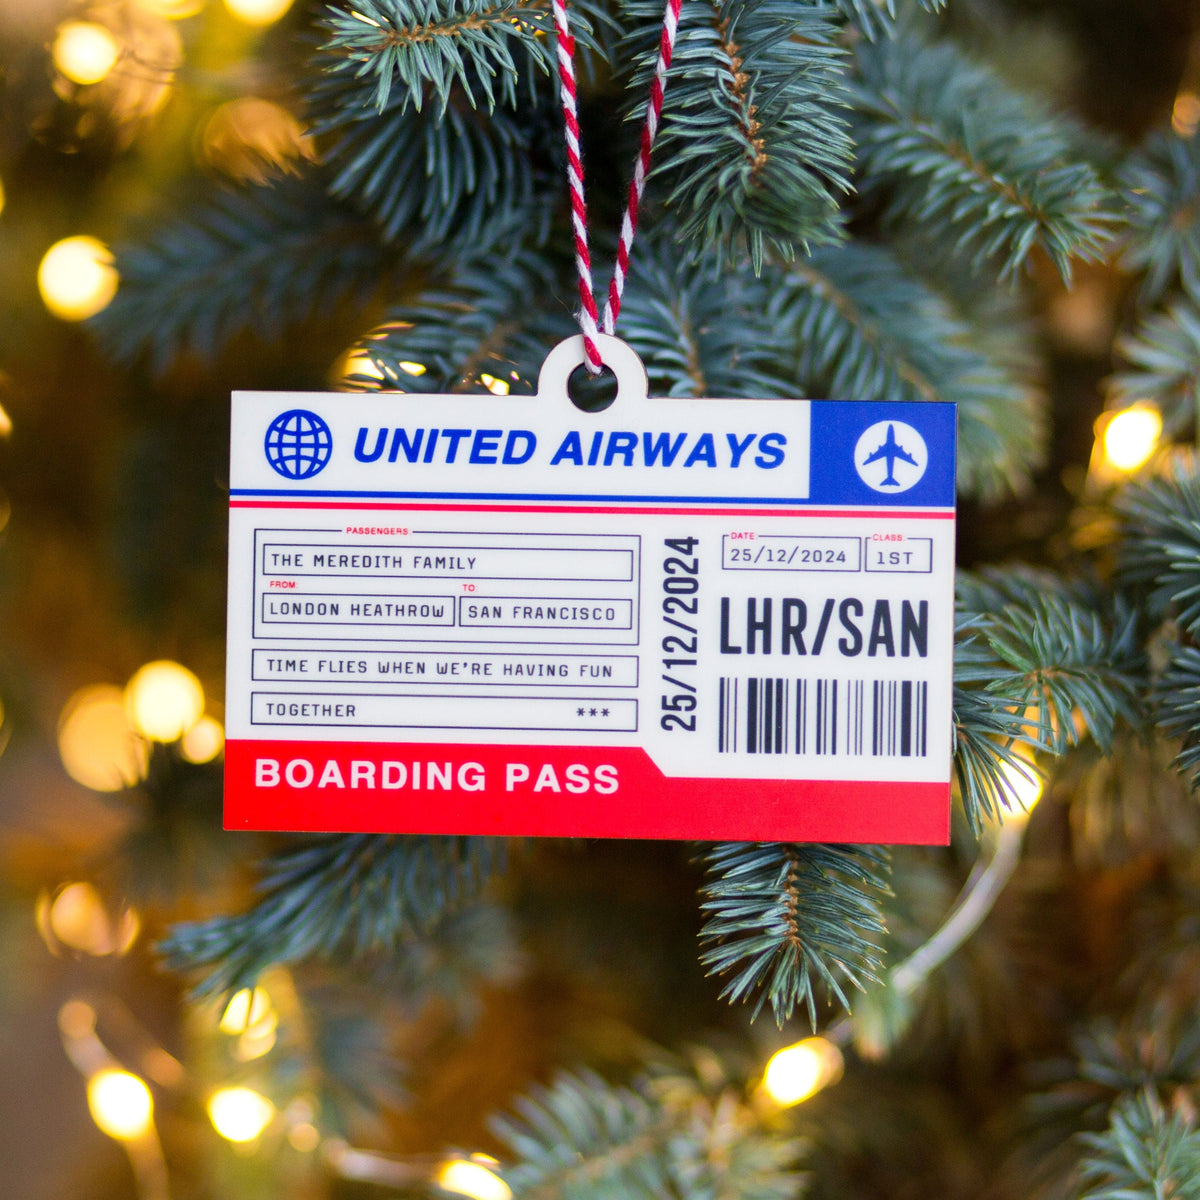 UNITED AIRWAYS
PASSENGERS
THE MEREDITH FAMILY
FROM: TO:
LONDON HEATHROW SAN FRANCISCO
TIME FLIES WHEN WE'RE HAVING FUN
TOGETHER ***
BOARDING PASS
25/12/2024
DATE: CLASS:
25/12/2024 1ST
LHR/SAN